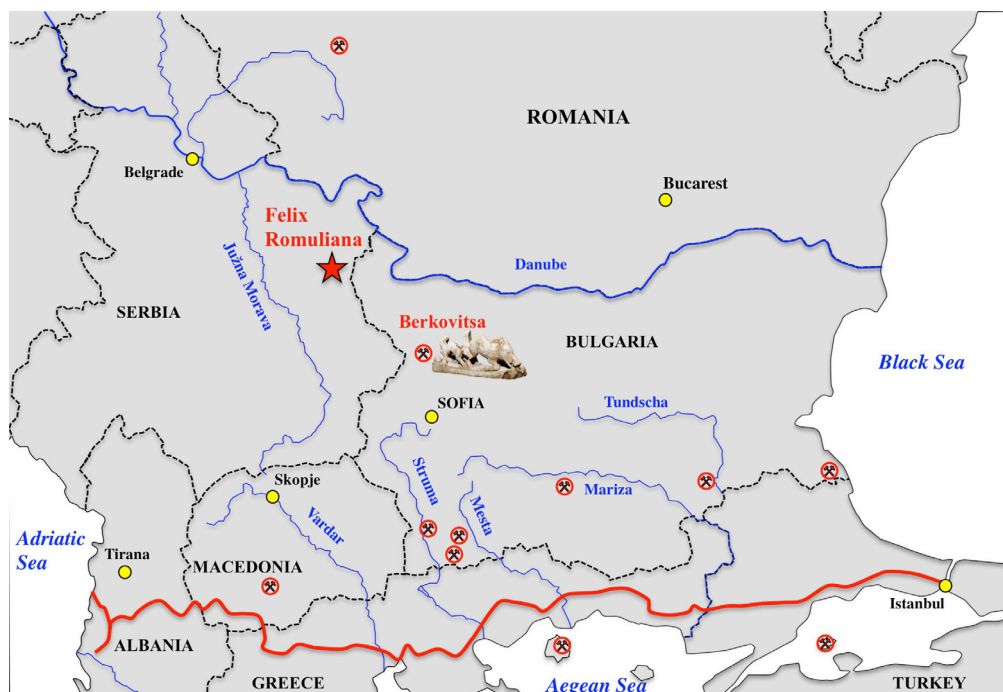 ROMANIA
Belgrade
Bucarest
Felix
Romuliana
Južna Morava
Danube
SERBIA
Berkovitsa
BULGARIA
Black Sea
SOFIA
Tundscha
Struma
Skopje
Mesta
Mariza
Vardar
Adriatic
Sea
Tirana
MACEDONIA
Istanbul
ALBANIA
GREECE
Aegean Sea
TURKEY